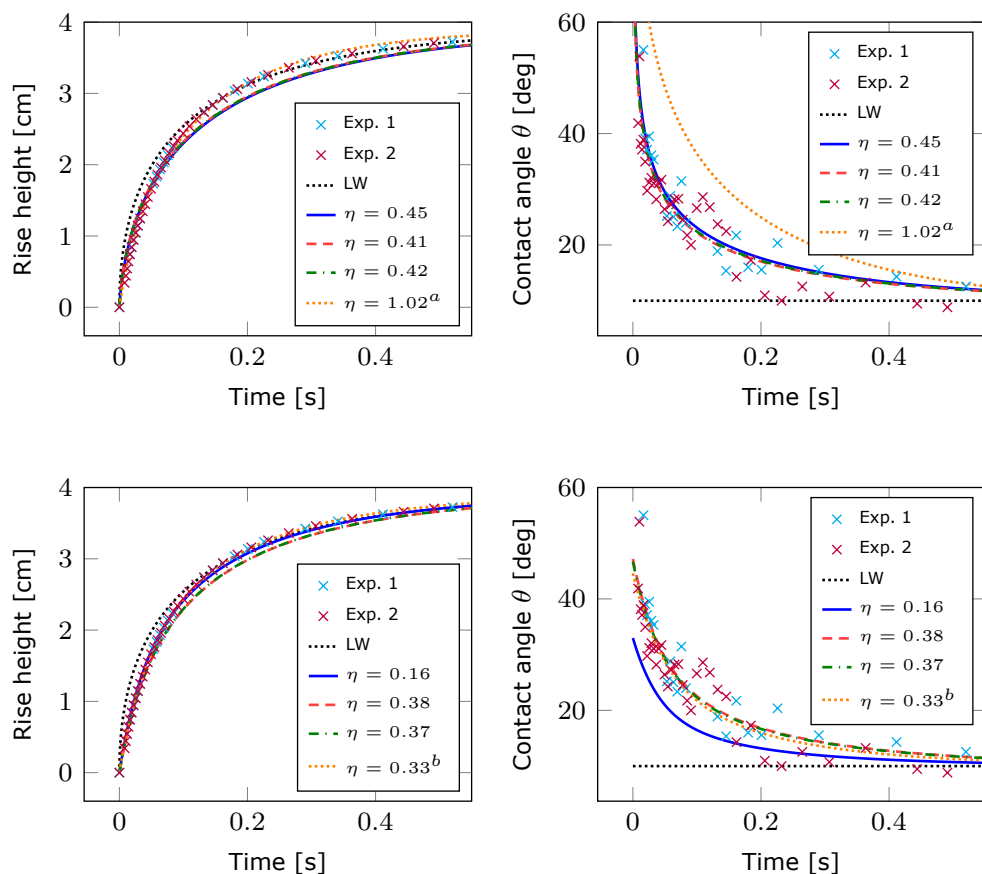 Rise height [cm]
4
3
2
1
0
0
0.2
0.4
Time [s]
Exp. 1
Exp. 2
LW
η = 0.45
η = 0.41
η = 0.42
η = 1.02ᵃ
Contact angle θ [deg]
60
40
20
0
0.2
0.4
Time [s]
Exp. 1
Exp. 2
LW
η = 0.45
η = 0.41
η = 0.42
η = 1.02ᵃ
Rise height [cm]
4
3
2
1
0
0
0.2
0.4
Time [s]
Exp. 1
Exp. 2
LW
η = 0.16
η = 0.38
η = 0.37
η = 0.33ᵇ
Contact angle θ [deg]
60
40
20
0
0.2
0.4
Time [s]
Exp. 1
Exp. 2
LW
η = 0.16
η = 0.38
η = 0.37
η = 0.33ᵇ